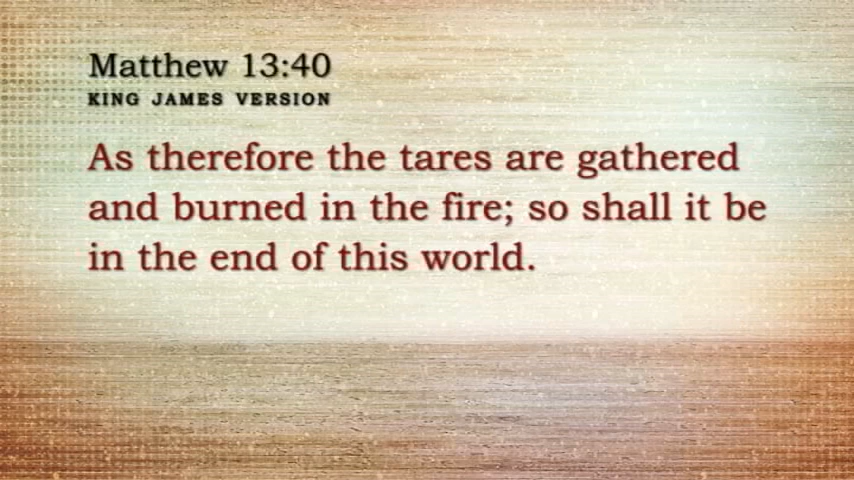 Matthew 13:40
KING JAMES VERSION
As therefore the tares are gathered
and burned in the fire; so shall it be
in the end of this world.